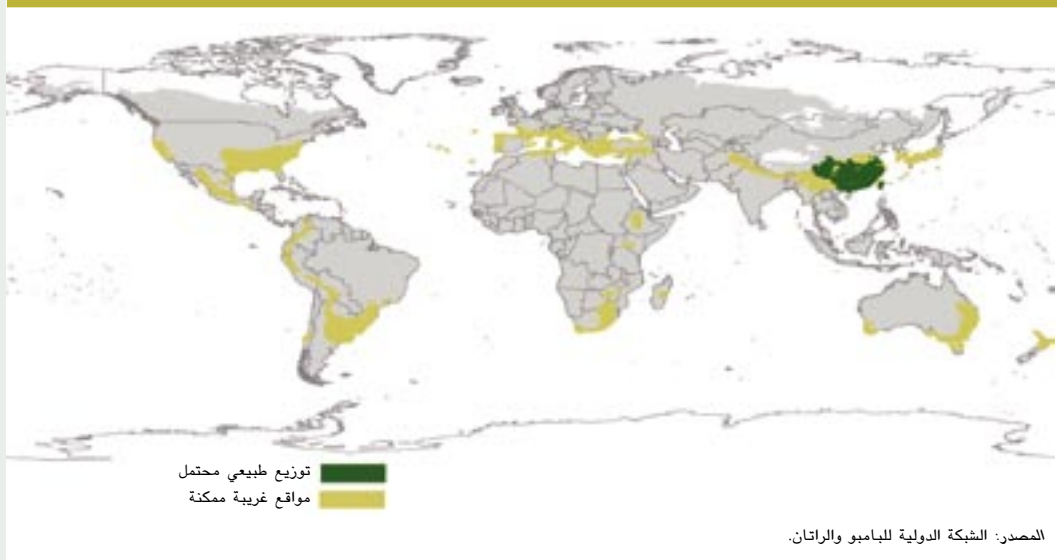 توزيع طبيعي محتمل
مواقع غريبة ممكنة
المصدر: الشبكة الدولية للبامبو والراتان.